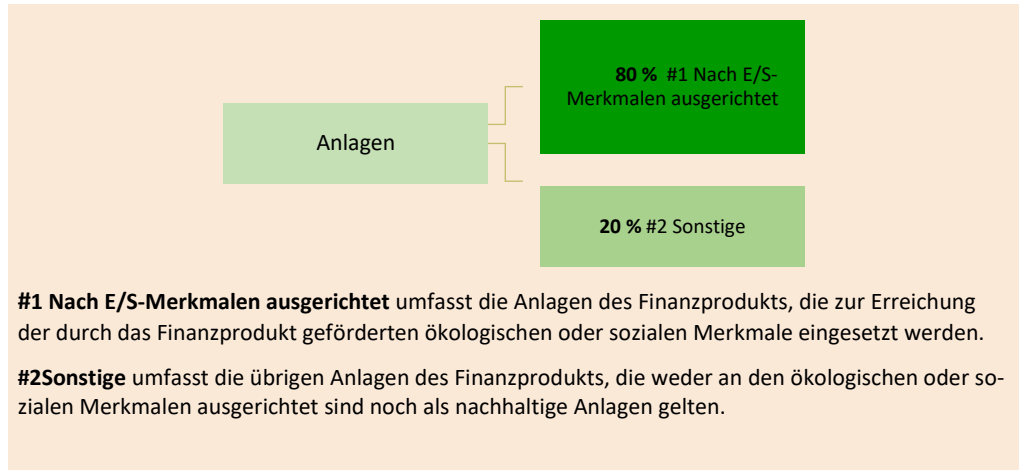 80 % #1 Nach E/S-
Merkmalen ausgerichtet
Anlagen
20 % #2 Sonstige
#1 Nach E/S-Merkmalen ausgerichtet umfasst die Anlagen des Finanzprodukts, die zur Erreichung
der durch das Finanzprodukt geförderten ökologischen oder sozialen Merkmale eingesetzt werden.
#2Sonstige umfasst die übrigen Anlagen des Finanzprodukts, die weder an den ökologischen oder so-
zialen Merkmalen ausgerichtet sind noch als nachhaltige Anlagen gelten.